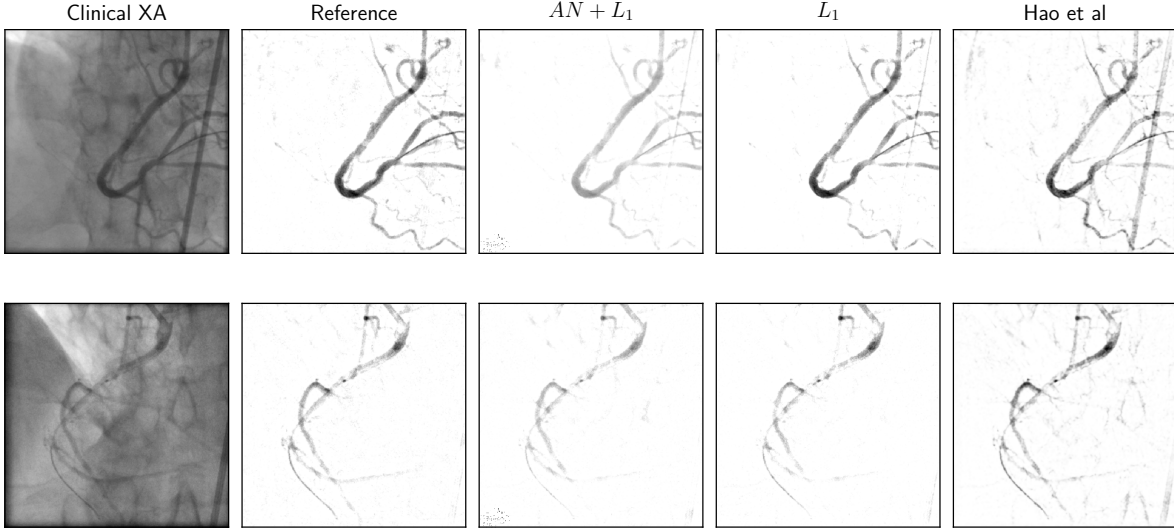 Clinical XA
Reference
AN + L₁
L₁
Hao et al